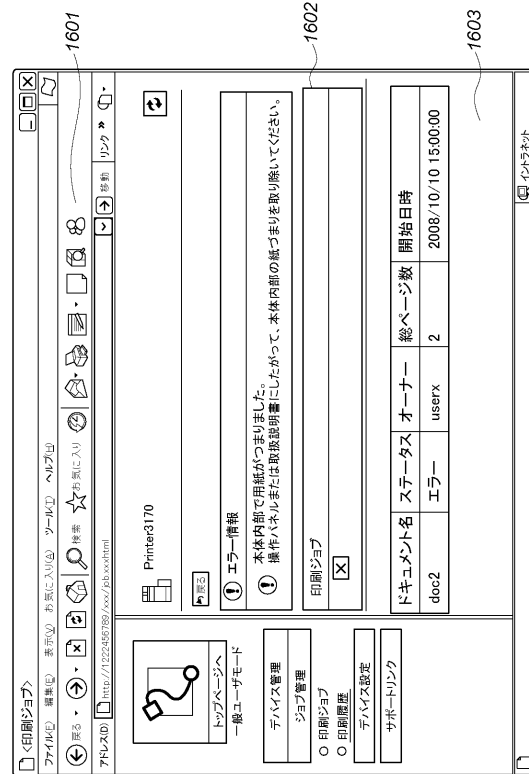 <印刷ジョブ>
ファイル(F) 編集(E) 表示(V) お気に入り(A) ツール(T) ヘルプ(H)
戻る 検索 お気に入り
アドレス(D) http://1222456789/xxx/job.xxxhtml 移動 リンク »
トップページへ
一般ユーザモード
デバイス管理
ジョブ管理
印刷ジョブ
印刷履歴
デバイス設定
サポートリンク
Printer3170
戻る
エラー情報
本体内部で用紙がつまりました。
操作パネルまたは取扱説明書にしたがって、本体内部の紙づまりを取り除いてください。
印刷ジョブ
ドキュメント名 ステータス オーナー 総ページ数 開始日時
doc2 エラー userx 2 2008/10/10 15:00:00
イントラネット
1601
1602
1603